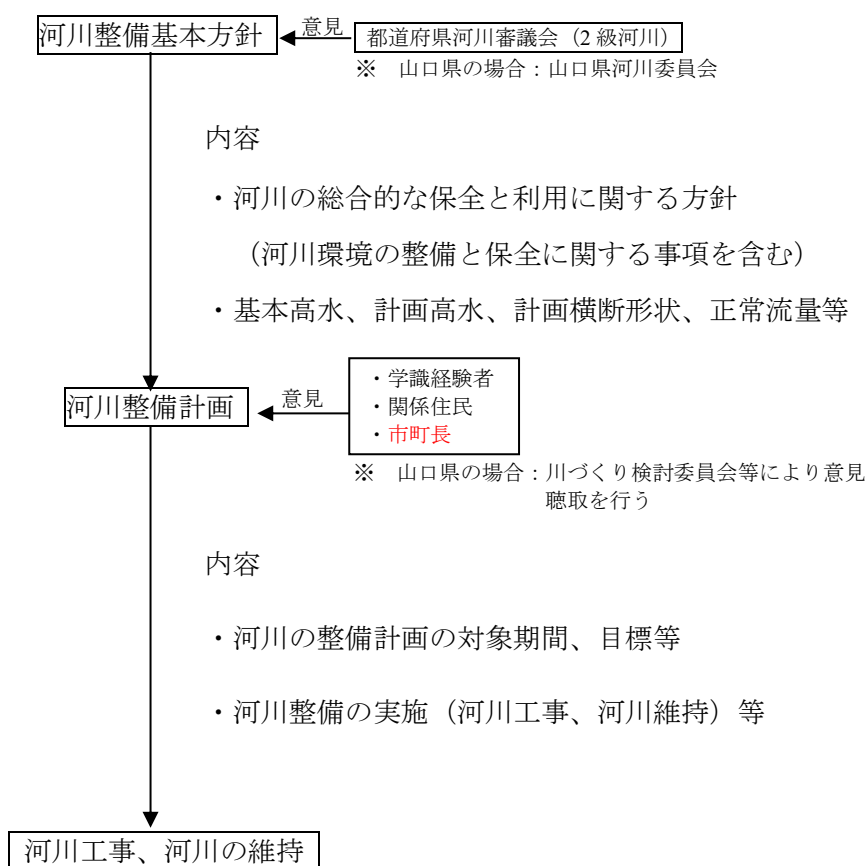 河川整備基本方針
意見
都道府県河川審議会（2 級河川）
※　山口県の場合：山口県河川委員会
内容
・河川の総合的な保全と利用に関する方針
（河川環境の整備と保全に関する事項を含む）
・基本高水、計画高水、計画横断形状、正常流量等
河川整備計画
意見
・学識経験者
・関係住民
・市町長
※　山口県の場合：川づくり検討委員会等により意見
聴取を行う
内容
・河川の整備計画の対象期間、目標等
・河川整備の実施（河川工事、河川維持）等
河川工事、河川の維持